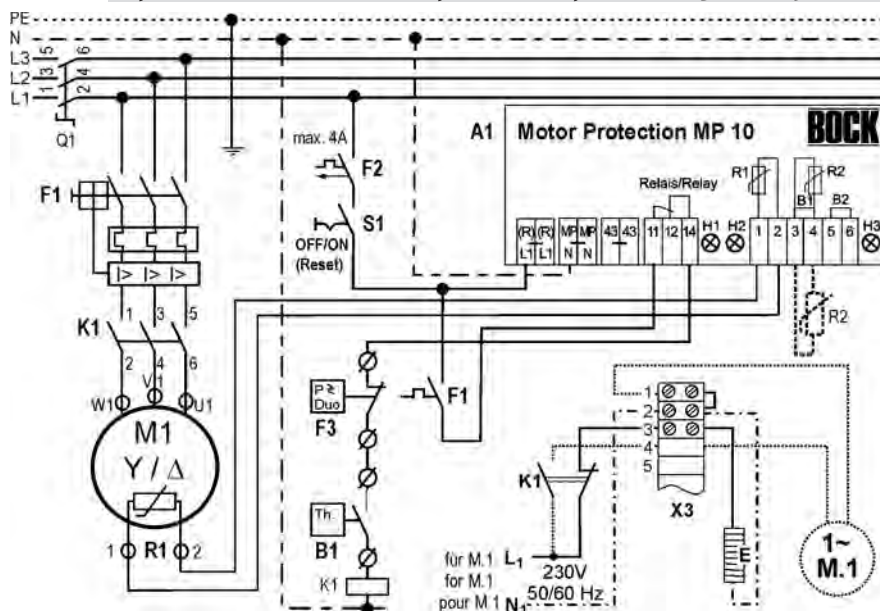 PE
N
L3 5 6
L2 3 4
L1 1 2
Q1
A1 Motor Protection MP 10 BOCK
max. 4A
F2
F1
S1
OFF/ON
(Reset)
Relais/Relay
R1 R2
B1 B2
(R) (R) MP MP 43 43 11 12 14 H1 H2 1 2 3 4 5 6 H3
L1 L1 N N
I> I> I>
1 3 5
K1
2 4 6
V1
W1 U1
M1
Y / Δ
1 R1 2
P≷
Duo
F3
F1
Th.
B1
K1
R2
1
2
3
4
5
X3
K1
E
1~
M.1
für M.1 L1
for M.1 230V
50/60 Hz
pour M.1 N1